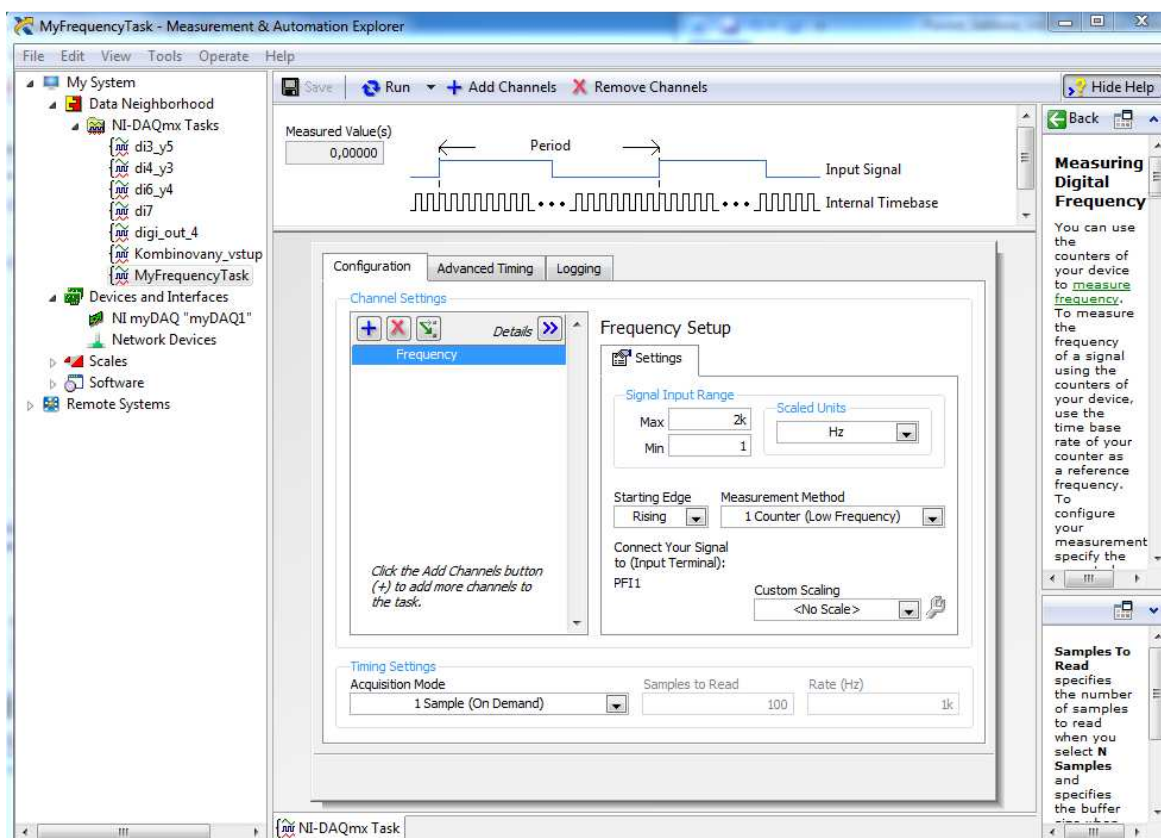 MyFrequencyTask - Measurement & Automation Explorer
File Edit View Tools Operate Help
My System
Data Neighborhood
NI-DAQmx Tasks
di3_y5
di4_y3
di6_y4
di7
digi_out_4
Kombinovany_vstup
MyFrequencyTask
Devices and Interfaces
NI myDAQ "myDAQ1"
Network Devices
Scales
Software
Remote Systems
Save Run Add Channels Remove Channels
Hide Help
Measured Value(s)
0,00000
Period
Input Signal
Internal Timebase
Configuration Advanced Timing Logging
Channel Settings
Details
Frequency
Click the Add Channels button
(+) to add more channels to
the task.
Frequency Setup
Settings
Signal Input Range
Max 2k
Min 1
Scaled Units
Hz
Starting Edge Measurement Method
Rising 1 Counter (Low Frequency)
Connect Your Signal
to (Input Terminal):
PFI1
Custom Scaling
<No Scale>
Timing Settings
Acquisition Mode Samples to Read Rate (Hz)
1 Sample (On Demand) 100 1k
NI-DAQmx Task
Back
Measuring
Digital
Frequency
You can use
the
counters of
your device
to measure
frequency.
To measure
the
frequency
of a signal
using the
counters of
your device,
use the
time base
rate of your
counter as
a reference
frequency.
To
configure
your
measurement
specify the
Samples To
Read
specifies
the number
of samples
to read
when you
select N
Samples
and
specifies
the buffer